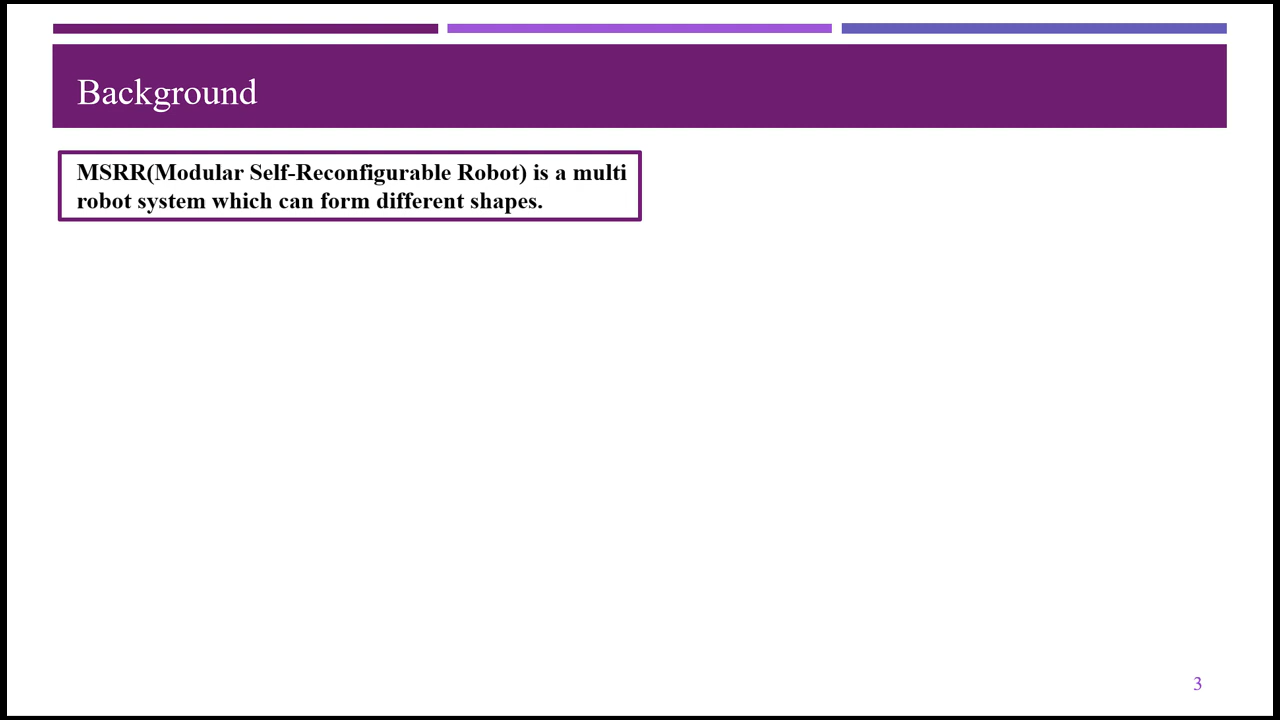 Background
MSRR(Modular Self-Reconfigurable Robot) is a multi
robot system which can form different shapes.
3